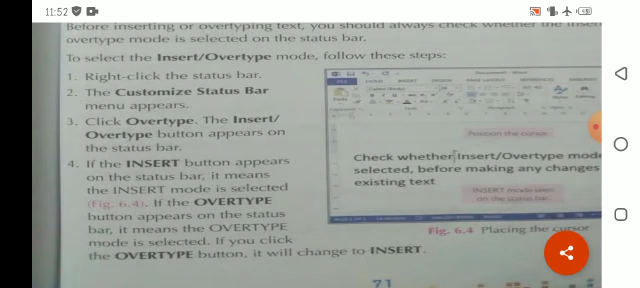 11:52
Before inserting or overtyping text, you should always check whether the insert
overtype mode is selected on the status bar.
To select the Insert/Overtype mode, follow these steps:
1. Right-click the status bar.
2. The Customize Status Bar
menu appears.
3. Click Overtype. The Insert/
Overtype button appears on
the status bar.
4. If the INSERT button appears
on the status bar, it means
the INSERT mode is selected
(Fig. 6.4). If the OVERTYPE
button appears on the status
bar, it means the OVERTYPE
mode is selected. If you click
the OVERTYPE button, it will change to INSERT.
Position the cursor
Check whether Insert/Overtype mode
selected, before making any changes
existing text
INSERT mode seen
on the status bar
Fig. 6.4 Placing the cursor
71